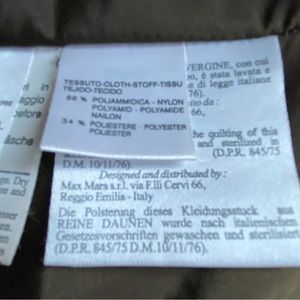 TESSUTO-CLOTH-STOFF-TISSU
TEJIDO-TECIDO
66 % POLIAMMIDICA - NYLON
POLYAMID - POLYAMIDE
NAILON
34 % POLIESTERE - POLYESTER
POLIESTER
VERGINE, con cui
è stata lavata e
e di legge italiane
76).
ito da :
66,
the quilting of this
and sterilized in
(D.P.R. 845/75
D.M. 10/11/76).
Designed and distributed by:
Max Mara s.r.l. via F.lli Cervi 66,
Reggio Emilia - Italy
Die Polsterung dieses Kleidungsstück aus
REINE DAUNEN wurde nach italienischen
Gesetzesvorschriften gewaschen und sterilisiert
(D.P.R. 845/75 D.M. 10/11/76).